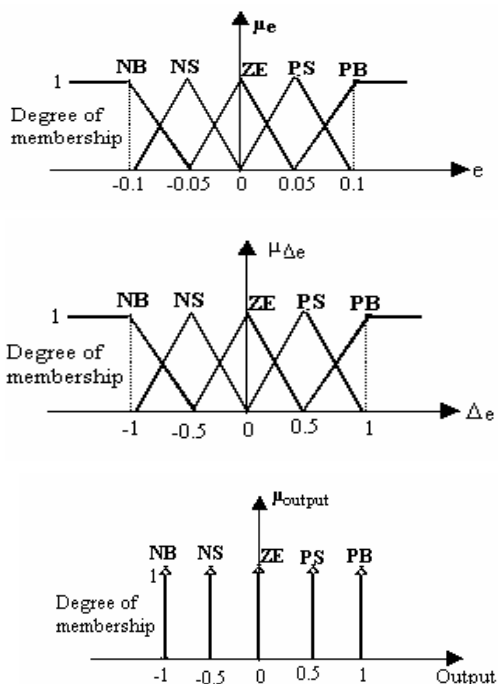 μe
NB NS ZE PS PB
1
Degree of
membership
-0.1 -0.05 0 0.05 0.1 e
μΔe
NB NS ZE PS PB
1
Degree of
membership
-1 -0.5 0 0.5 1 Δe
μoutput
NB NS ZE PS PB
1
Degree of
membership
-1 -0.5 0 0.5 1 Output